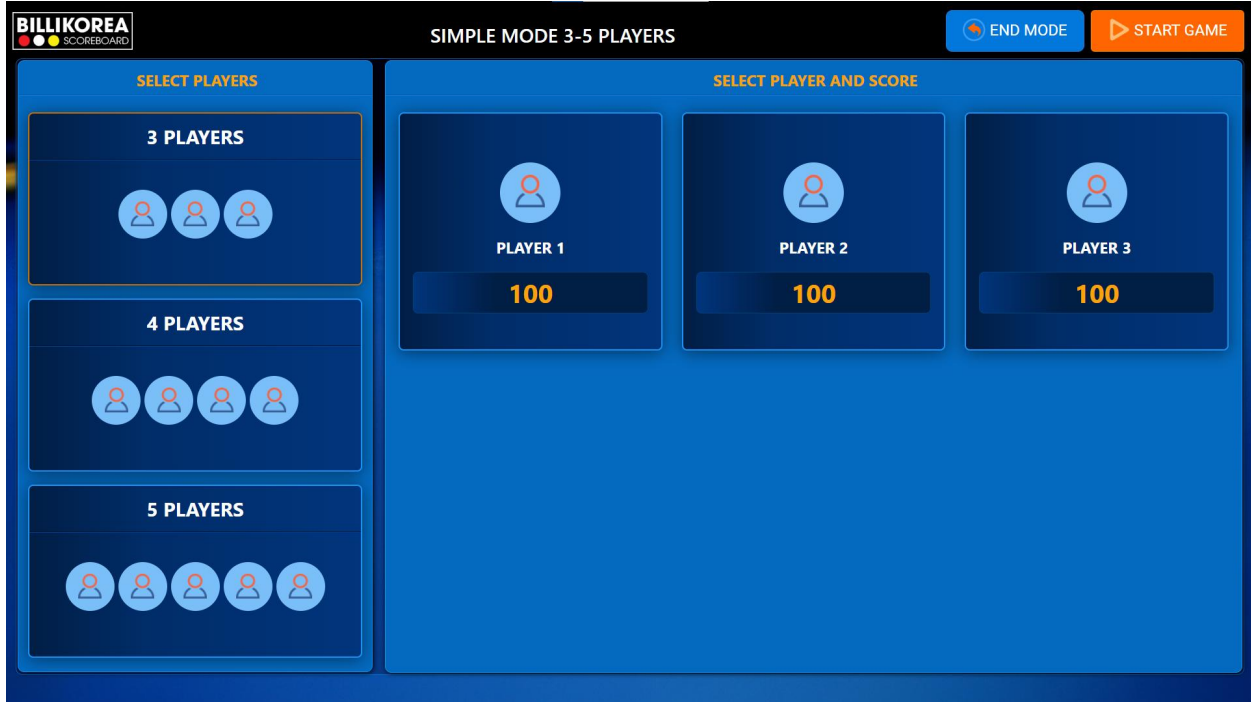 BILLIKOREA
SCOREBOARD
SIMPLE MODE 3-5 PLAYERS
END MODE
START GAME
SELECT PLAYERS
3 PLAYERS
4 PLAYERS
5 PLAYERS
SELECT PLAYER AND SCORE
PLAYER 1
100
PLAYER 2
100
PLAYER 3
100